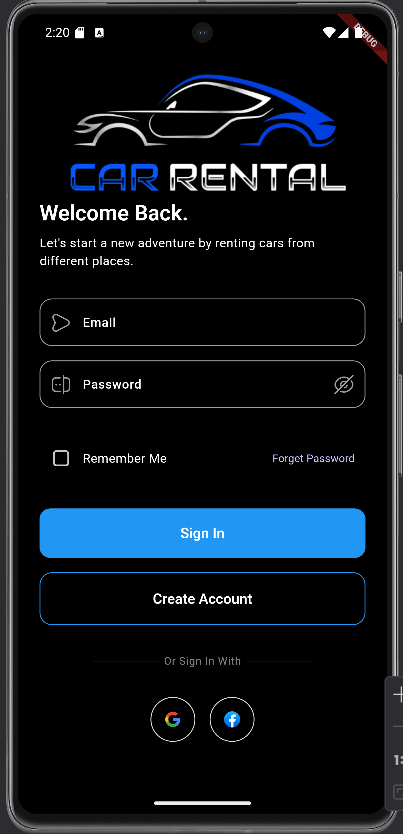 2:20
A
DEBUG
CAR RENTAL
Welcome Back.
Let's start a new adventure by renting cars from
different places.
Email
Password
Remember Me
Forget Password
Sign In
Create Account
Or Sign In With
G
f